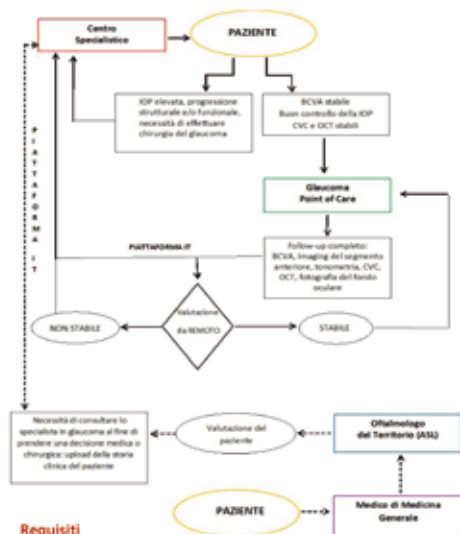 Centro
Specialistico
PAZIENTE
IOP elevata, progressione
strutturale e/o funzionale,
necessità di effettuare
chirurgia del glaucoma
BCVA stabile
Buon controllo della IOP
CVC e OCT stabili
PIATTAFORMA IT
Glaucoma
Point of Care
PIATTAFORMA IT
Follow-up completo:
BCVA, Imaging del segmento
anteriore, tonometria, CVC,
OCT, fotografia del fondo
oculare
Valutazione
da REMOTO
NON STABILE
STABILE
Necessità di consultare lo
specialista in glaucoma al fine di
prendere una decisione medica o
chirurgica: upload della storia
clinica del paziente
Valutazione del
paziente
Oftalmologo
del Territorio (ASL)
PAZIENTE
Medico di Medicina
Generale
Requisiti